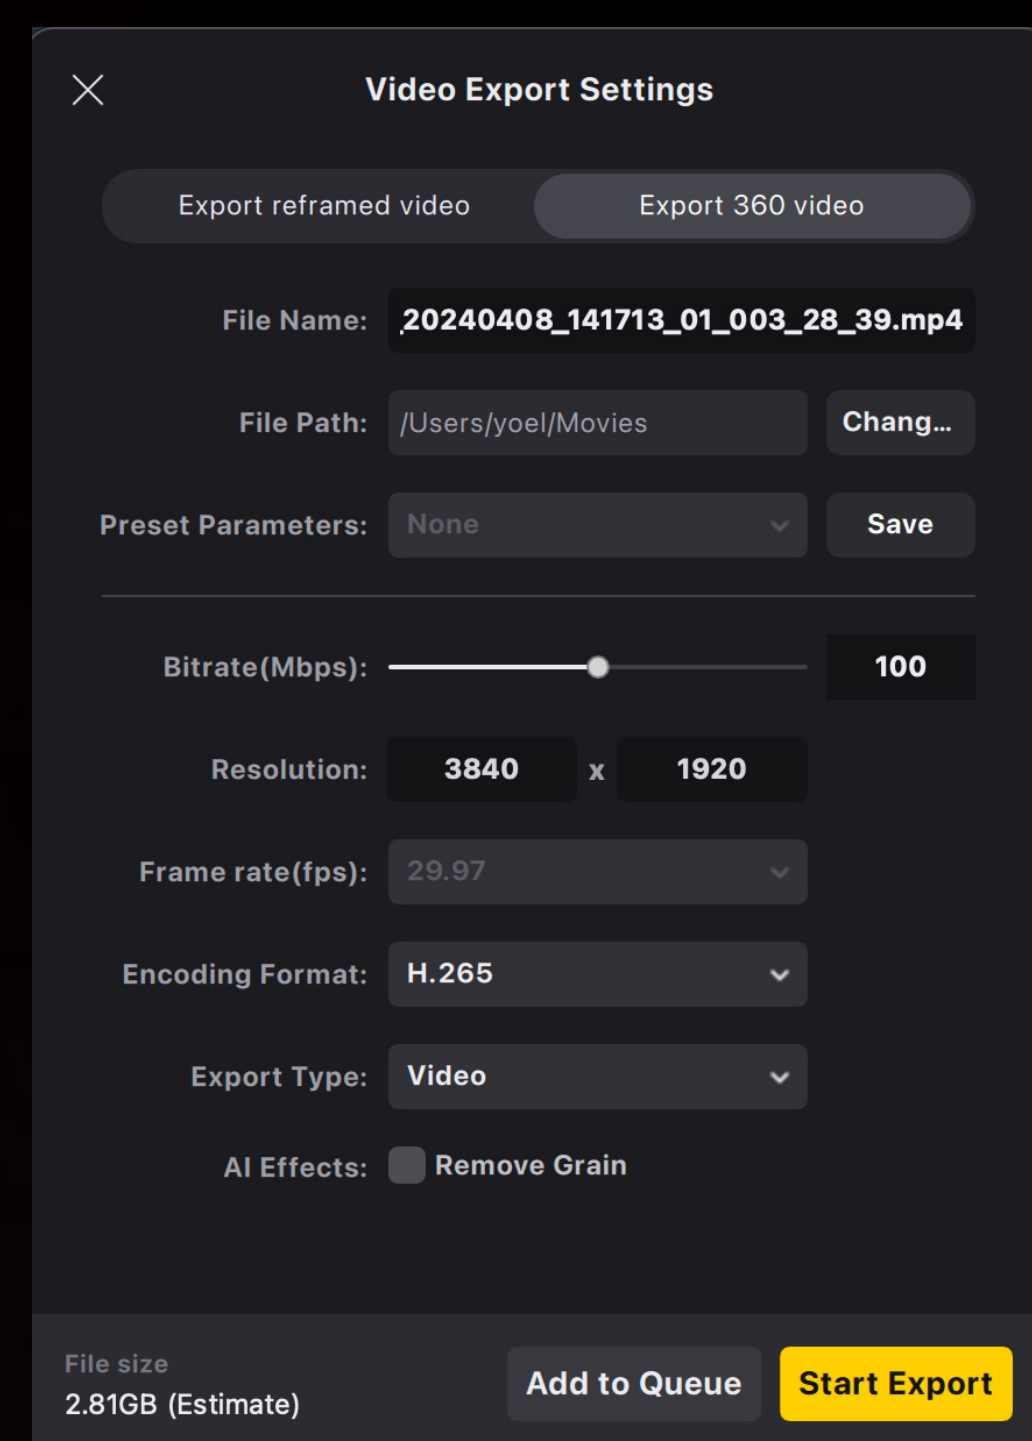 Video Export Settings
Export reframed video Export 360 video
File Name: _20240408_141713_01_003_28_39.mp4
File Path: /Users/yoel/Movies Chang…
Preset Parameters: None Save
Bitrate(Mbps): 100
Resolution: 3840 x 1920
Frame rate(fps): 29.97
Encoding Format: H.265
Export Type: Video
AI Effects: Remove Grain
File size
2.81GB (Estimate)
Add to Queue Start Export